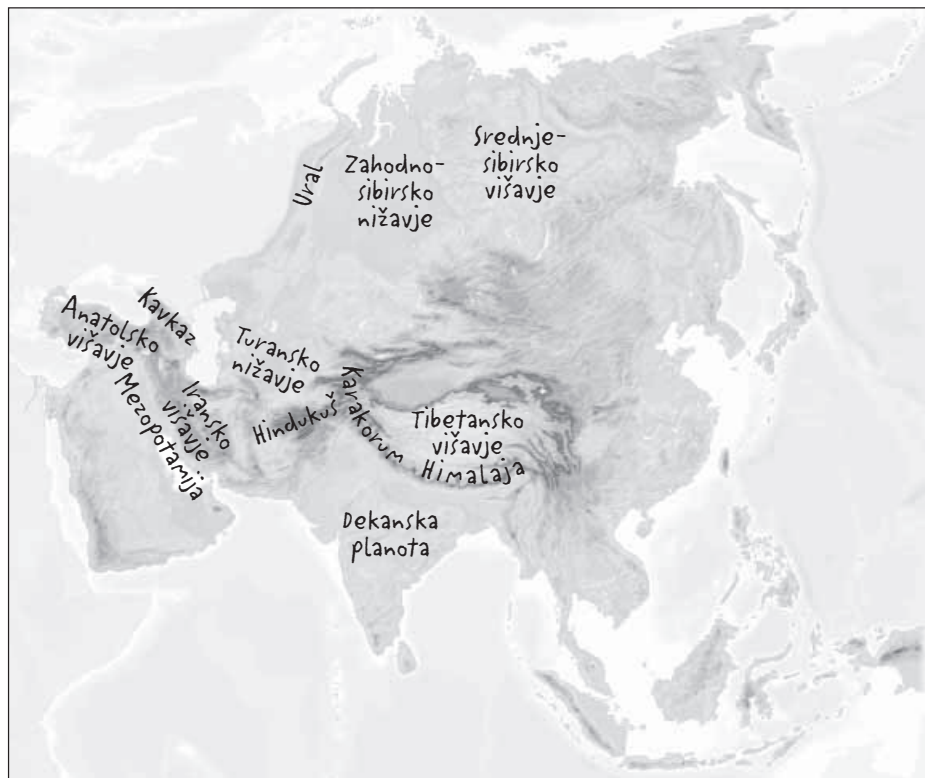 Srednje-
sibirsko
višavje
Zahodno-
sibirsko
nižavje
Ural
Kavkaz
Anatolsko
višavje
Turansko
nižavje
Mezopotamija
Iransko
višavje
Hindukuš
Karakorum
Tibetansko
višavje
Himalaja
Dekanska
planota